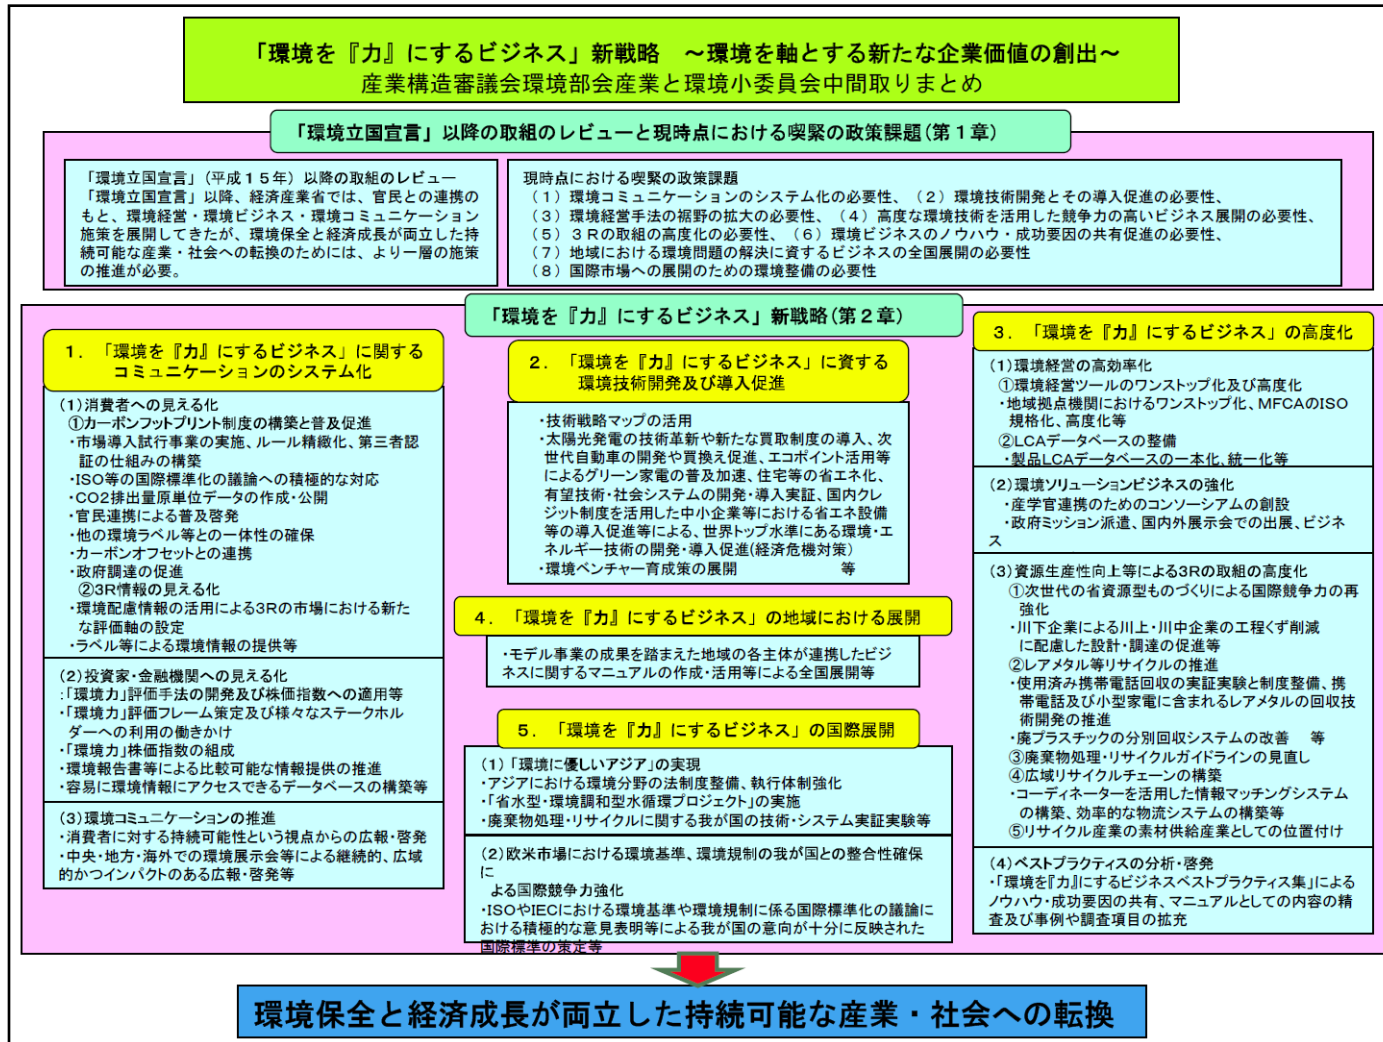 「環境を『力』にするビジネス」新戦略　～環境を軸とする新たな企業価値の創出～
産業構造審議会環境部会産業と環境小委員会中間取りまとめ
「環境立国宣言」以降の取組のレビューと現時点における喫緊の政策課題(第１章)
「環境立国宣言」（平成１５年）以降の取組のレビュー
「環境立国宣言」以降、経済産業省では、官民との連携の
もと、環境経営・環境ビジネス・環境コミュニケーション
施策を展開してきたが、環境保全と経済成長が両立した持
続可能な産業・社会への転換のためには、より一層の施策
の推進が必要。
現時点における喫緊の政策課題
（１）環境コミュニケーションのシステム化の必要性、（２）環境技術開発とその導入促進の必要性、
（３）環境経営手法の裾野の拡大の必要性、（４）高度な環境技術を活用した競争力の高いビジネス展開の必要性、
（５）３Ｒの取組の高度化の必要性、（６）環境ビジネスのノウハウ・成功要因の共有促進の必要性、
（７）地域における環境問題の解決に資するビジネスの全国展開の必要性
（８）国際市場への展開のための環境整備の必要性
「環境を『力』にするビジネス」新戦略(第２章)
１．「環境を『力』にするビジネス」に関する
コミュニケーションのシステム化
(1)消費者への見える化
①カーボンフットプリント制度の構築と普及促進
・市場導入試行事業の実施、ルール精緻化、第三者認
証の仕組みの構築
・ISO等の国際標準化の議論への積極的な対応
・CO2排出量原単位データの作成・公開
・官民連携による普及啓発
・他の環境ラベル等との一体性の確保
・カーボンオフセットとの連携
・政府調達の促進
②3R情報の見える化
・環境配慮情報の活用による3Rの市場における新た
な評価軸の設定
・ラベル等による環境情報の提供等
(2)投資家・金融機関への見える化
:「環境力」評価手法の開発及び株価指数への適用等
・「環境力」評価フレーム策定及び様々なステークホル
ダーへの利用の働きかけ
・「環境力」株価指数の組成
・環境報告書等による比較可能な情報提供の推進
・容易に環境情報にアクセスできるデータベースの構築等
(3)環境コミュニケーションの推進
・消費者に対する持続可能性という視点からの広報・啓発
・中央・地方・海外での環境展示会等による継続的、広域
的かつインパクトのある広報・啓発等
２．「環境を『力』にするビジネス」に資する
環境技術開発及び導入促進
・技術戦略マップの活用
・太陽光発電の技術革新や新たな買取制度の導入、次
世代自動車の開発や買換え促進、エコポイント活用等
によるグリーン家電の普及加速、住宅等の省エネ化、
有望技術・社会システムの開発・導入実証、国内クレ
ジット制度を活用した中小企業等における省エネ設備
等の導入促進等による、世界トップ水準にある環境・エ
ネルギー技術の開発・導入促進(経済危機対策)
・環境ベンチャー育成策の展開　　　　　等
４．「環境を『力』にするビジネス」の地域における展開
・モデル事業の成果を踏まえた地域の各主体が連携したビジ
ネスに関するマニュアルの作成・活用等による全国展開等
５．「環境を『力』にするビジネス」の国際展開
(1)「環境に優しいアジア」の実現
・アジアにおける環境分野の法制度整備、執行体制強化
・「省水型・環境調和型水循環プロジェクト」の実施
・廃棄物処理・リサイクルに関する我が国の技術・システム実証実験等
(2)欧米市場における環境基準、環境規制の我が国との整合性確保
に
よる国際競争力強化
・ISOやIECにおける環境基準や環境規制に係る国際標準化の議論に
おける積極的な意見表明等による我が国の意向が十分に反映された
国際標準の策定等
３．「環境を『力』にするビジネス」の高度化
(1)環境経営の高効率化
①環境経営ツールのワンストップ化及び高度化
・地域拠点機関におけるワンストップ化、MFCAのISO
規格化、高度化等
②LCAデータベースの整備
・製品LCAデータベースの一本化、統一化等
(2)環境ソリューションビジネスの強化
・産学官連携のためのコンソーシアムの創設
・政府ミッション派遣、国内外展示会での出展、ビジネ
ス
(3)資源生産性向上等による3Rの取組の高度化
①次世代の省資源型ものづくりによる国際競争力の再
強化
・川下企業による川上・川中企業の工程くず削減
に配慮した設計・調達の促進等
②レアメタル等リサイクルの推進
・使用済み携帯電話回収の実証実験と制度整備、携
帯電話及び小型家電に含まれるレアメタルの回収技
術開発の推進
・廃プラスチックの分別回収システムの改善　等
③廃棄物処理・リサイクルガイドラインの見直し
④広域リサイクルチェーンの構築
・コーディネーターを活用した情報マッチングシステム
の構築、効率的な物流システムの構築等
⑤リサイクル産業の素材供給産業としての位置付け
(4)ベストプラクティスの分析・啓発
・「環境を『力』にするビジネスベストプラクティス集」による
ノウハウ・成功要因の共有、マニュアルとしての内容の精
査及び事例や調査項目の拡充
環境保全と経済成長が両立した持続可能な産業・社会への転換